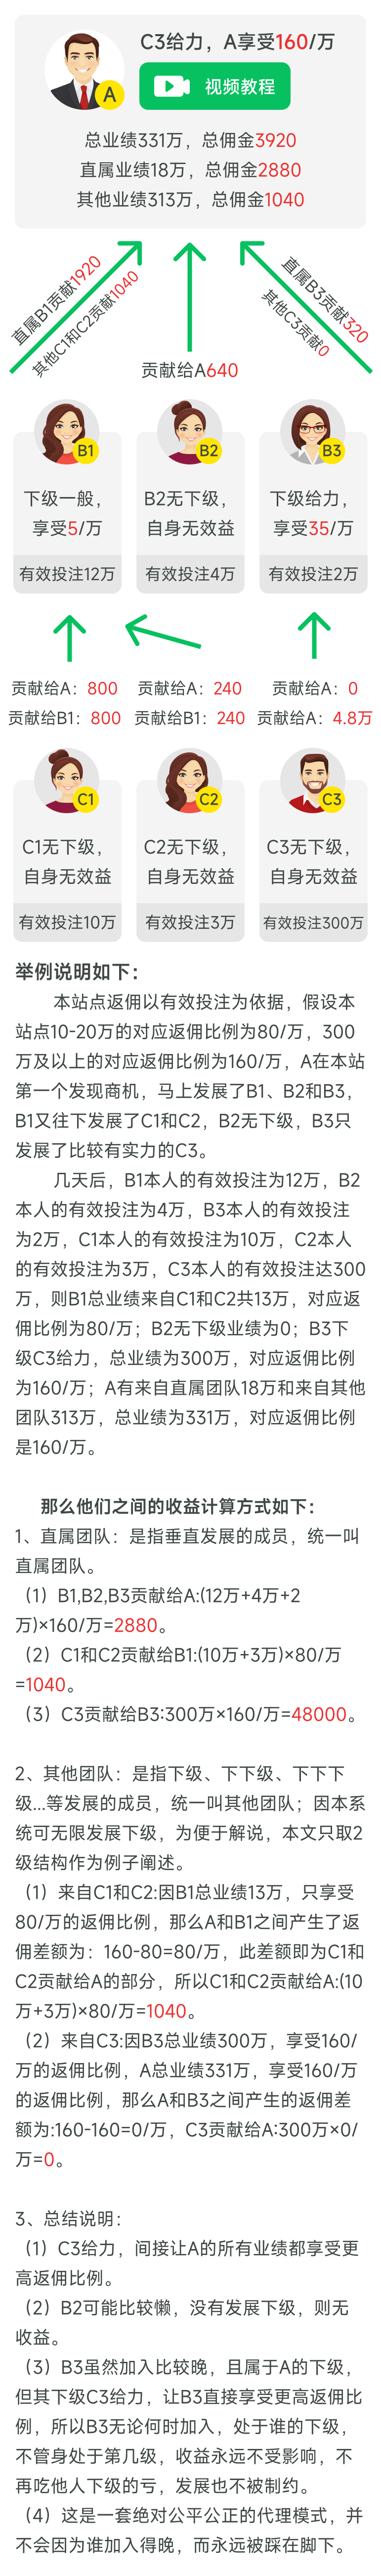 C3给力，A享受160/万
A
视频教程
总业绩331万，总佣金3920
直属业绩18万，总佣金2880
其他业绩313万，总佣金1040
直属B1贡献1920
其他C1和C2贡献1040
直属B3贡献320
其他C3贡献0
贡献给A640
B1
B2
B3
下级一般，
享受5/万
B2无下级，
自身无效益
下级给力，
享受35/万
有效投注12万
有效投注4万
有效投注2万
贡献给A：800
贡献给B1：800
贡献给A：240
贡献给B1：240
贡献给A：0
贡献给A：4.8万
C1
C2
C3
C1无下级，
自身无效益
C2无下级，
自身无效益
C3无下级，
自身无效益
有效投注10万
有效投注3万
有效投注300万
举例说明如下：
本站点返佣以有效投注为依据，假设本
站点10-20万的对应返佣比例为80/万，300
万及以上的对应返佣比例为160/万，A在本站
第一个发现商机，马上发展了B1、B2和B3，
B1又往下发展了C1和C2，B2无下级，B3只
发展了比较有实力的C3。
几天后，B1本人的有效投注为12万，B2
本人的有效投注为4万，B3本人的有效投注
为2万，C1本人的有效投注为10万，C2本人
的有效投注为3万，C3本人的有效投注达300
万，则B1总业绩来自C1和C2共13万，对应返
佣比例为80/万；B2无下级业绩为0；B3下
级C3给力，总业绩为300万，对应返佣比例
为160/万；A有来自直属团队18万和来自其他
团队313万，总业绩为331万，对应返佣比例
是160/万。
那么他们之间的收益计算方式如下：
1、直属团队：是指垂直发展的成员，统一叫
直属团队。
（1）B1,B2,B3贡献给A:(12万+4万+2
万)×160/万=2880。
（2）C1和C2贡献给B1:(10万+3万)×80/万
=1040。
（3）C3贡献给B3:300万×160/万=48000。
2、其他团队：是指下级、下下级、下下下
级...等发展的成员，统一叫其他团队；因本系
统可无限发展下级，为便于解说，本文只取2
级结构作为例子阐述。
（1）来自C1和C2:因B1总业绩13万，只享受
80/万的返佣比例，那么A和B1之间产生了返
佣差额为：160-80=80/万，此差额即为C1和
C2贡献给A的部分，所以C1和C2贡献给A:(10
万+3万)×80/万=1040。
（2）来自C3:因B3总业绩300万，享受160/
万的返佣比例，A总业绩331万，享受160/万
的返佣比例，那么A和B3之间产生的返佣差
额为:160-160=0/万，C3贡献给A:300万×0/
万=0。
3、总结说明：
（1）C3给力，间接让A的所有业绩都享受更
高返佣比例。
（2）B2可能比较懒，没有发展下级，则无
收益。
（3）B3虽然加入比较晚，且属于A的下级，
但其下级C3给力，让B3直接享受更高返佣比
例，所以B3无论何时加入，处于谁的下级，
不管身处于第几级，收益永远不受影响，不
再吃他人下级的亏，发展也不被制约。
（4）这是一套绝对公平公正的代理模式，并
不会因为谁加入得晚，而永远被踩在脚下。